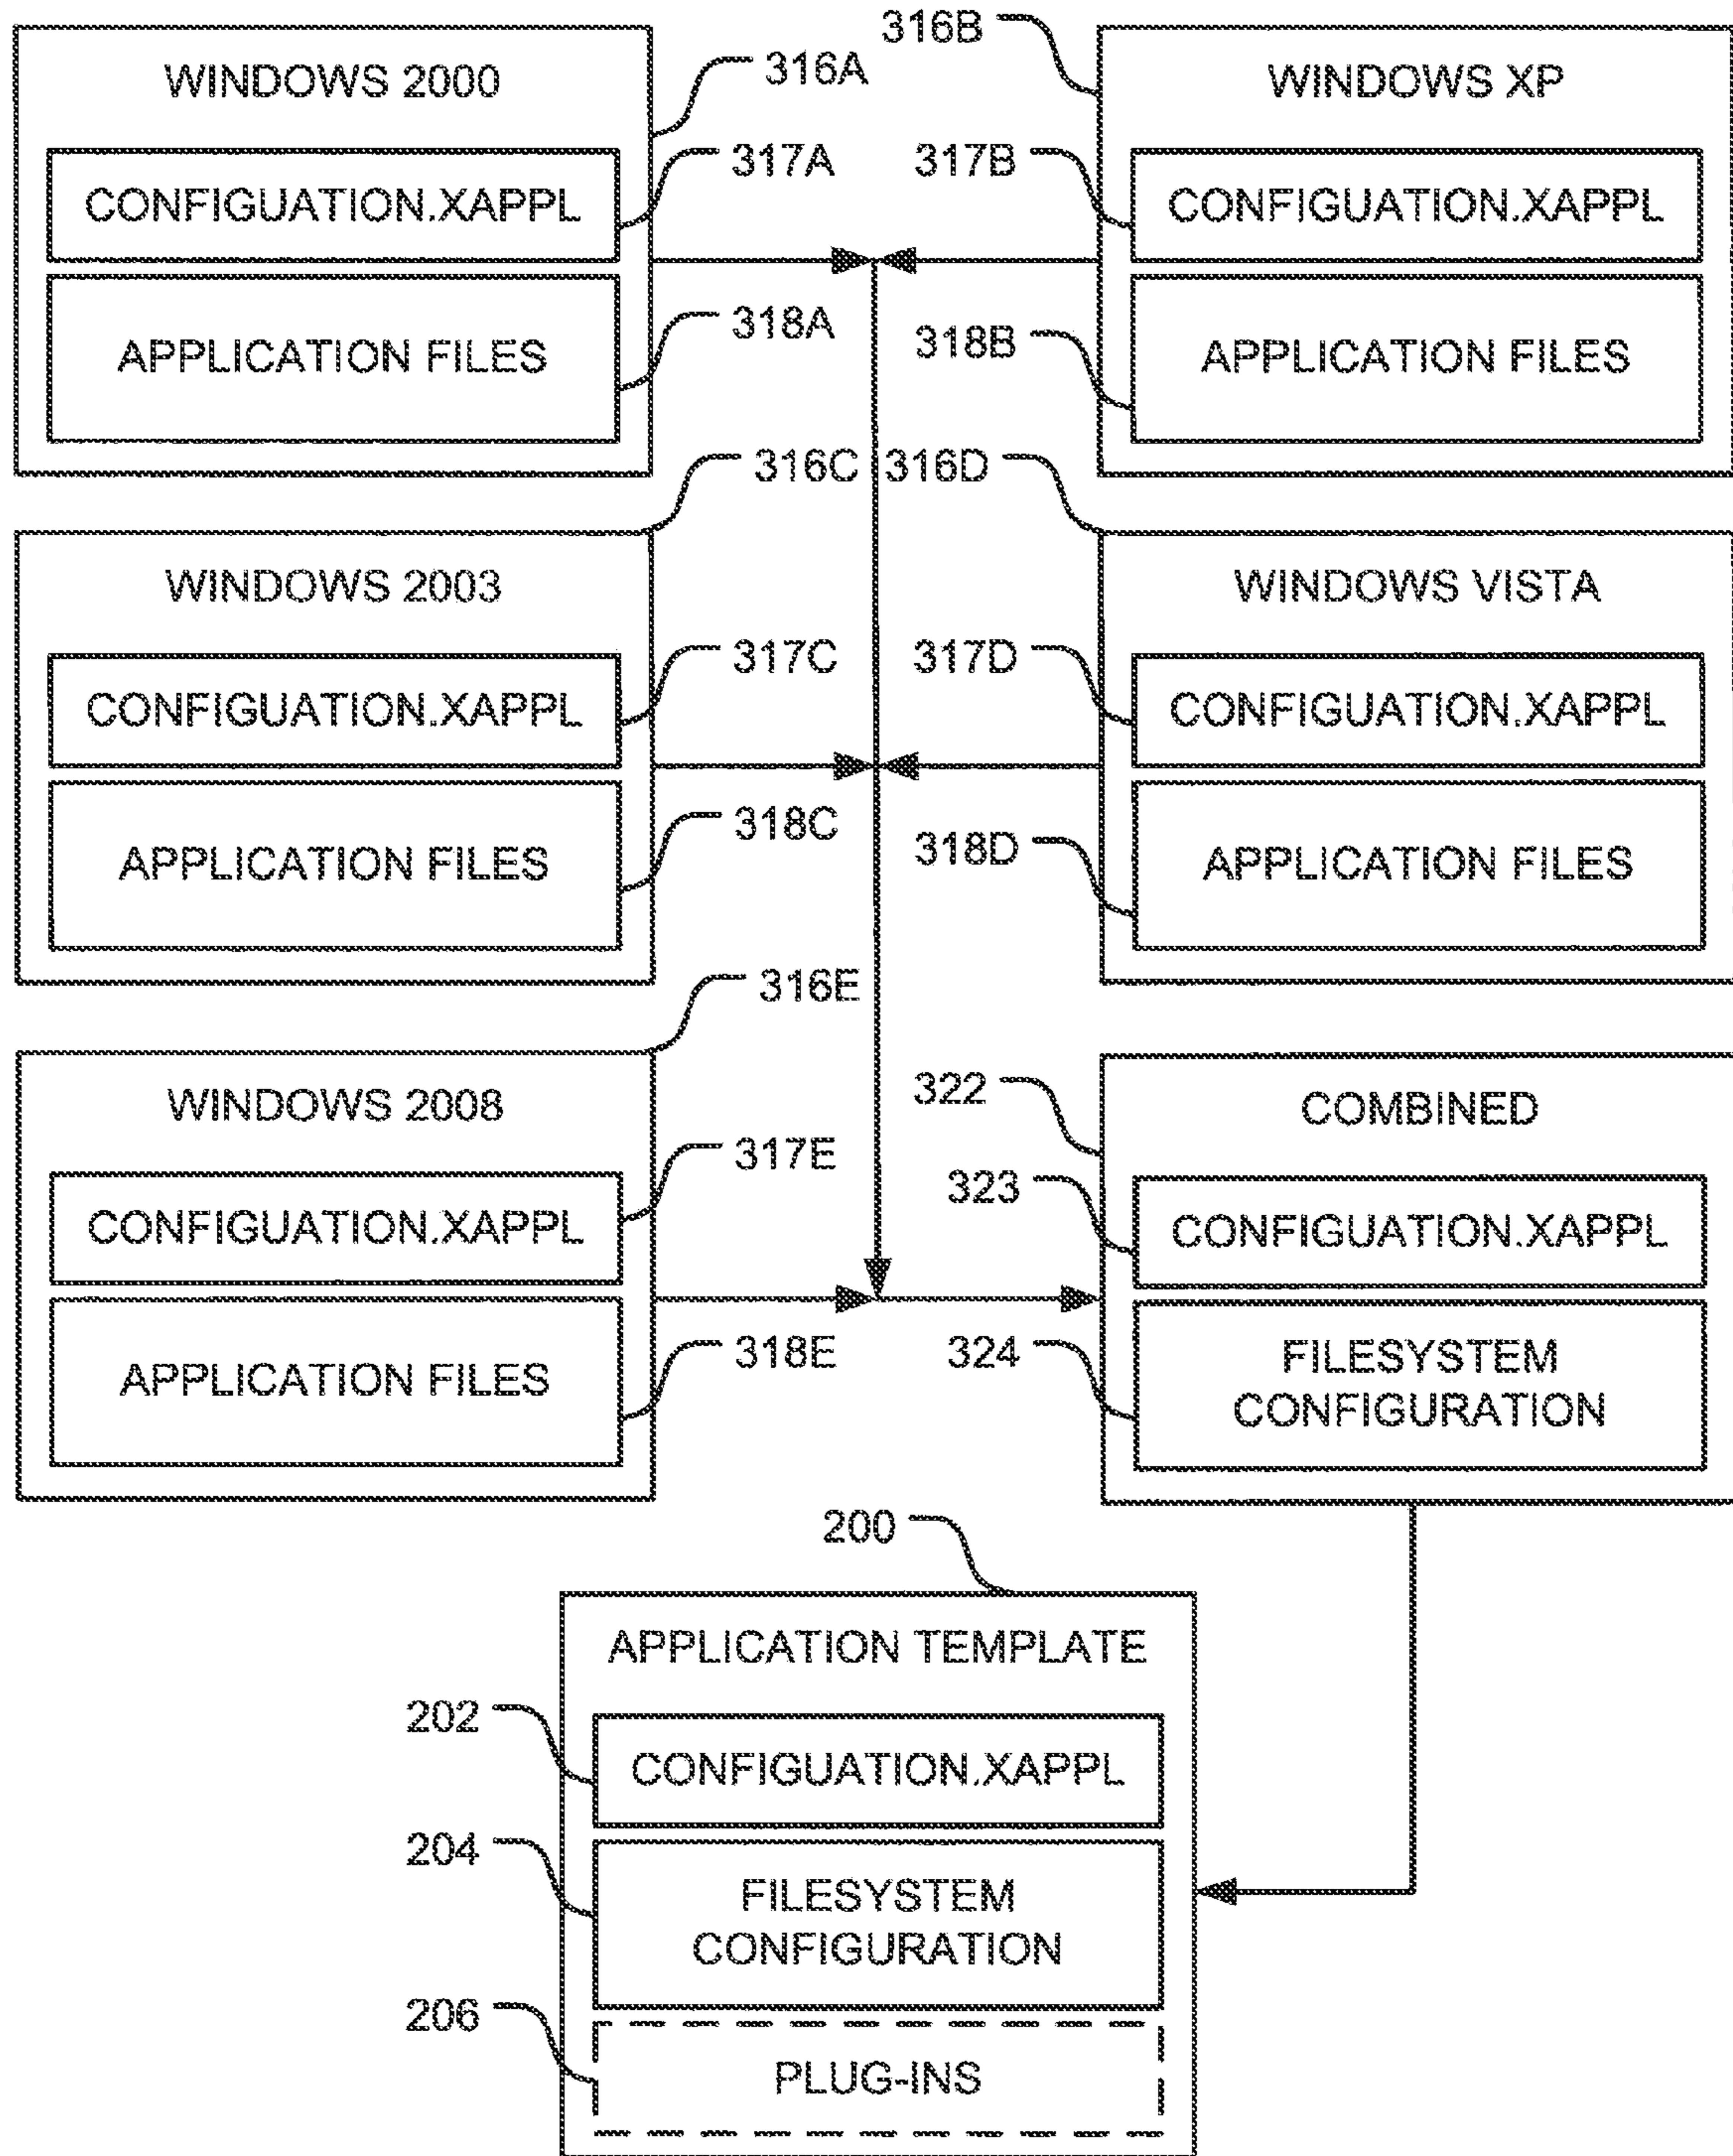 316B
WINDOWS 2000
316A
WINDOWS XP
CONFIGUATION.XAPPL
317A
317B
CONFIGUATION.XAPPL
APPLICATION FILES
318A
318B
APPLICATION FILES
316C
316D
WINDOWS 2003
WINDOWS VISTA
CONFIGUATION.XAPPL
317C
317D
CONFIGUATION.XAPPL
APPLICATION FILES
318C
318D
APPLICATION FILES
316E
WINDOWS 2008
322
COMBINED
CONFIGUATION.XAPPL
317E
323
CONFIGUATION.XAPPL
APPLICATION FILES
318E
324
FILESYSTEM
CONFIGURATION
200
APPLICATION TEMPLATE
202
CONFIGUATION.XAPPL
204
FILESYSTEM
CONFIGURATION
206
PLUG-INS